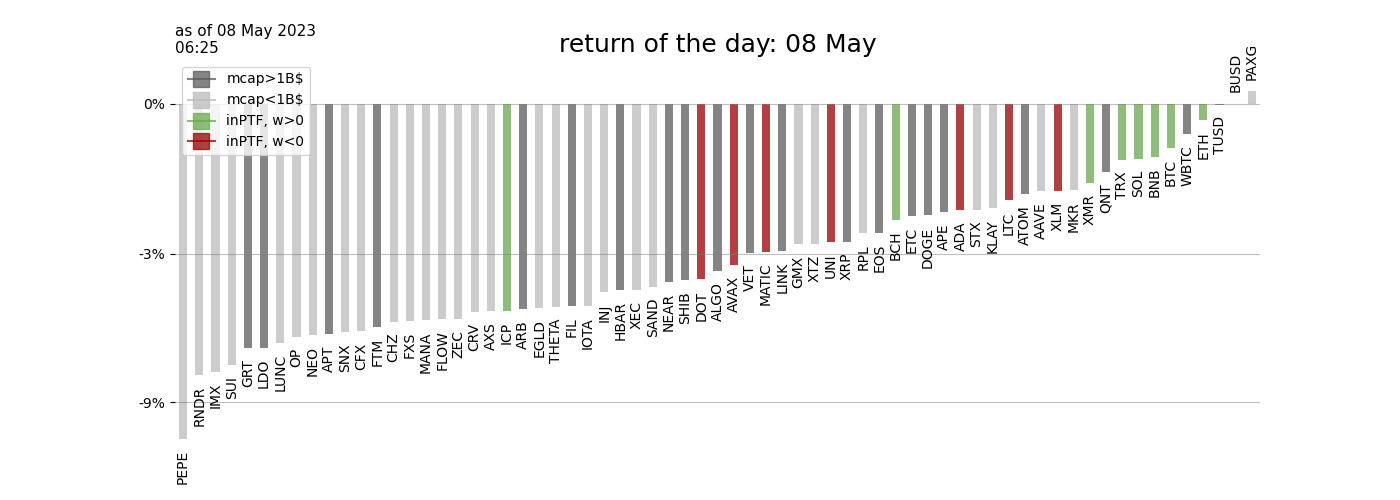 as of 08 May 2023
06:25
return of the day: 08 May
mcap>1B$
mcap<1B$
inPTF, w>0
inPTF, w<0
0%
-3%
-9%
PEPE
RNDR
IMX
SUI
GRT
LDO
LUNC
OP
NEO
APT
SNX
CFX
FTM
CHZ
FXS
MANA
FLOW
ZEC
CRV
AXS
ICP
ARB
EGLD
THETA
FIL
IOTA
INJ
HBAR
XEC
SAND
NEAR
SHIB
DOT
ALGO
AVAX
VET
MATIC
LINK
GMX
XTZ
UNI
XRP
RPL
EOS
BCH
ETC
DOGE
APE
ADA
STX
KLAY
LTC
ATOM
AAVE
XLM
MKR
XMR
QNT
TRX
SOL
BNB
BTC
WBTC
ETH
TUSD
BUSD
PAXG